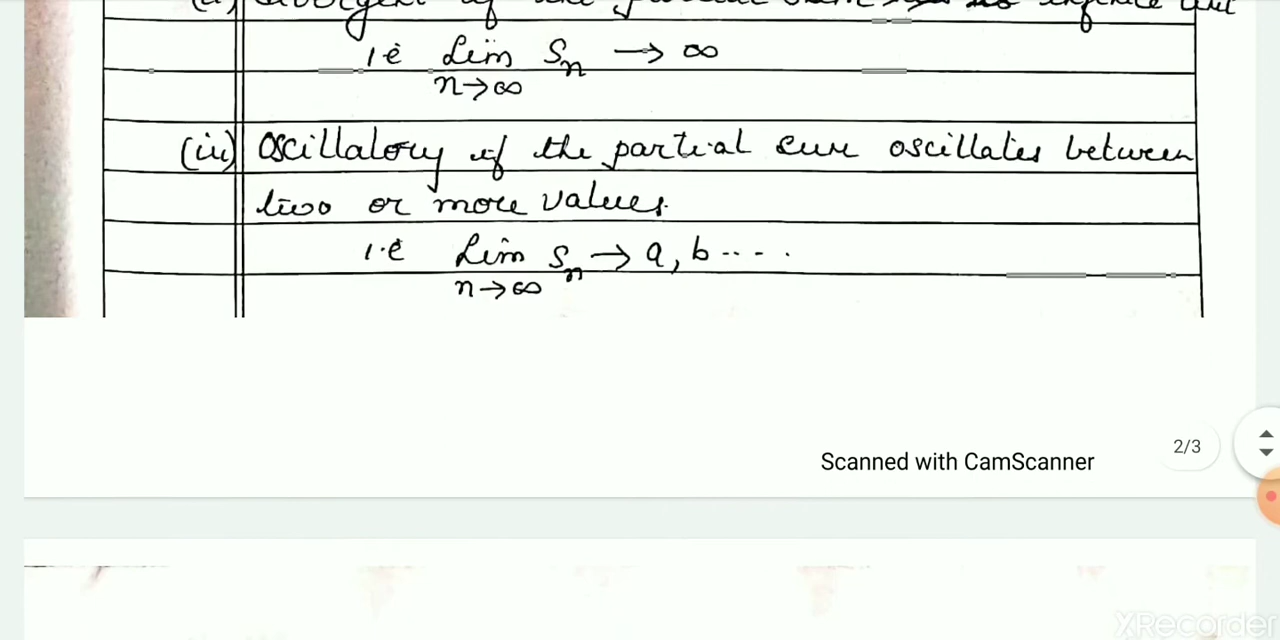 i.e Lim Sn → ∞
n→∞
(iii) Oscillatory if the partial sum oscillates between
two or more values.
i.e Lim Sn → a, b ....
n→∞
Scanned with CamScanner
2/3
XRecorder